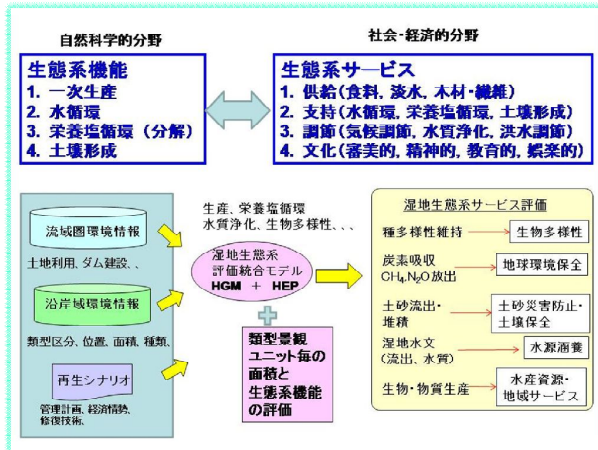 自然科学的分野
生態系機能
1. 一次生産
2. 水循環
3. 栄養塩循環（分解）
4. 土壌形成
社会・経済的分野
生態系サービス
1. 供給(食料, 淡水, 木材・繊維)
2. 支持(水循環, 栄養塩循環, 土壌形成)
3. 調節(気候調節, 水質浄化, 洪水調節)
4. 文化(審美的, 精神的, 教育的, 娯楽的)
流域圏環境情報
土地利用、ダム建設、、
沿岸域環境情報
類型区分、位置、面積、種類、
再生シナリオ
管理計画、経済情勢、
修復技術、
生産、栄養塩循環
水質浄化、生物多様性、、、
湿地生態系
評価統合モデル
HGM + HEP
類型景観
ユニット毎の
面積と
生態系機能
の評価
湿地生態系サービス評価
種多様性維持
生物多様性
炭素吸収
CH4,N2O放出
地球環境保全
土砂流出・
堆積
土砂災害防止・
土壌保全
湿地水文
(流出、水質)
水源涵養
生物・物質生産
水産資源・
地域サービス